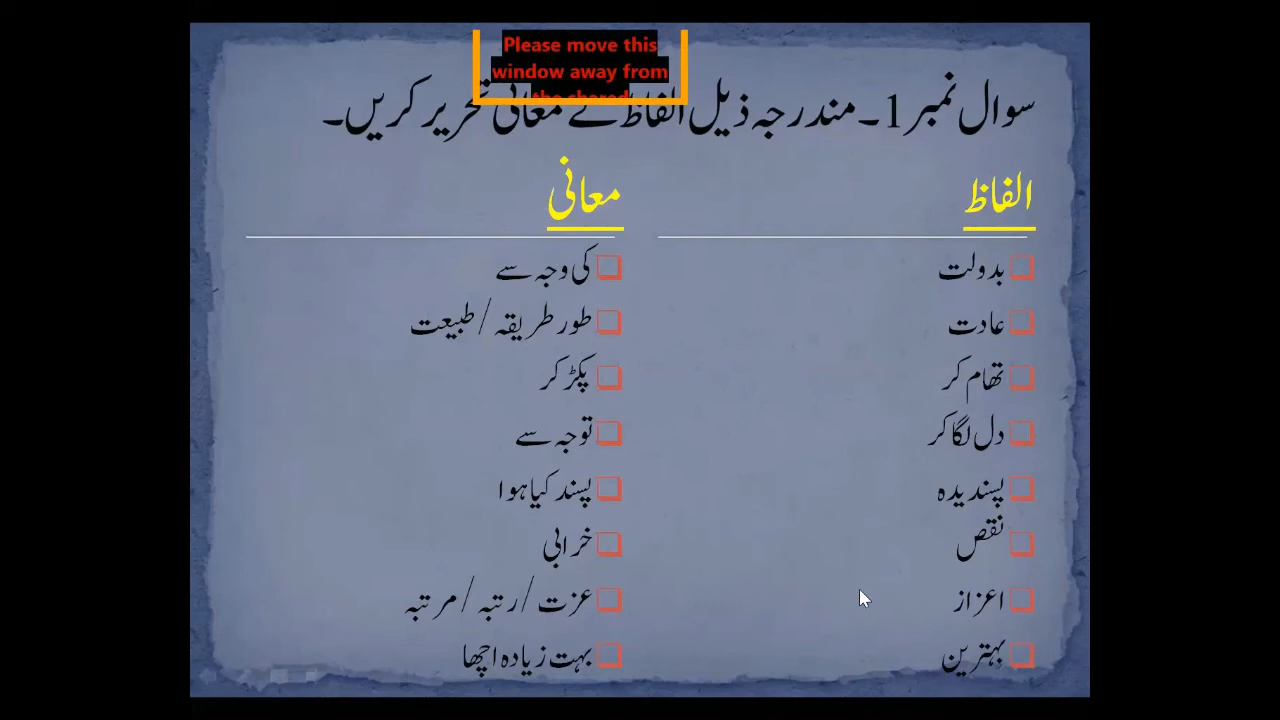 Please move this
window away from
the shared
سوال نمبر 1۔ مندرجہ ذیل الفاظ کے معانی تحریر کریں۔
الفاظ
معانی
بدولت
کی وجہ سے
عادت
طور طریقہ / طبیعت
تھام کر
پکڑ کر
دل لگا کر
توجہ سے
پسندیدہ
پسند کیا ہوا
نقص
خرابی
اعزاز
عزت / رتبہ / مرتبہ
بہترین
بہت زیادہ اچھا